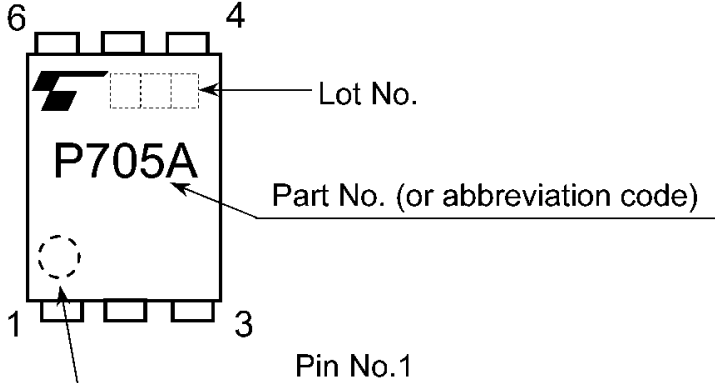 6 4
Lot No.
P705A
Part No. (or abbreviation code)
1 3
Pin No.1